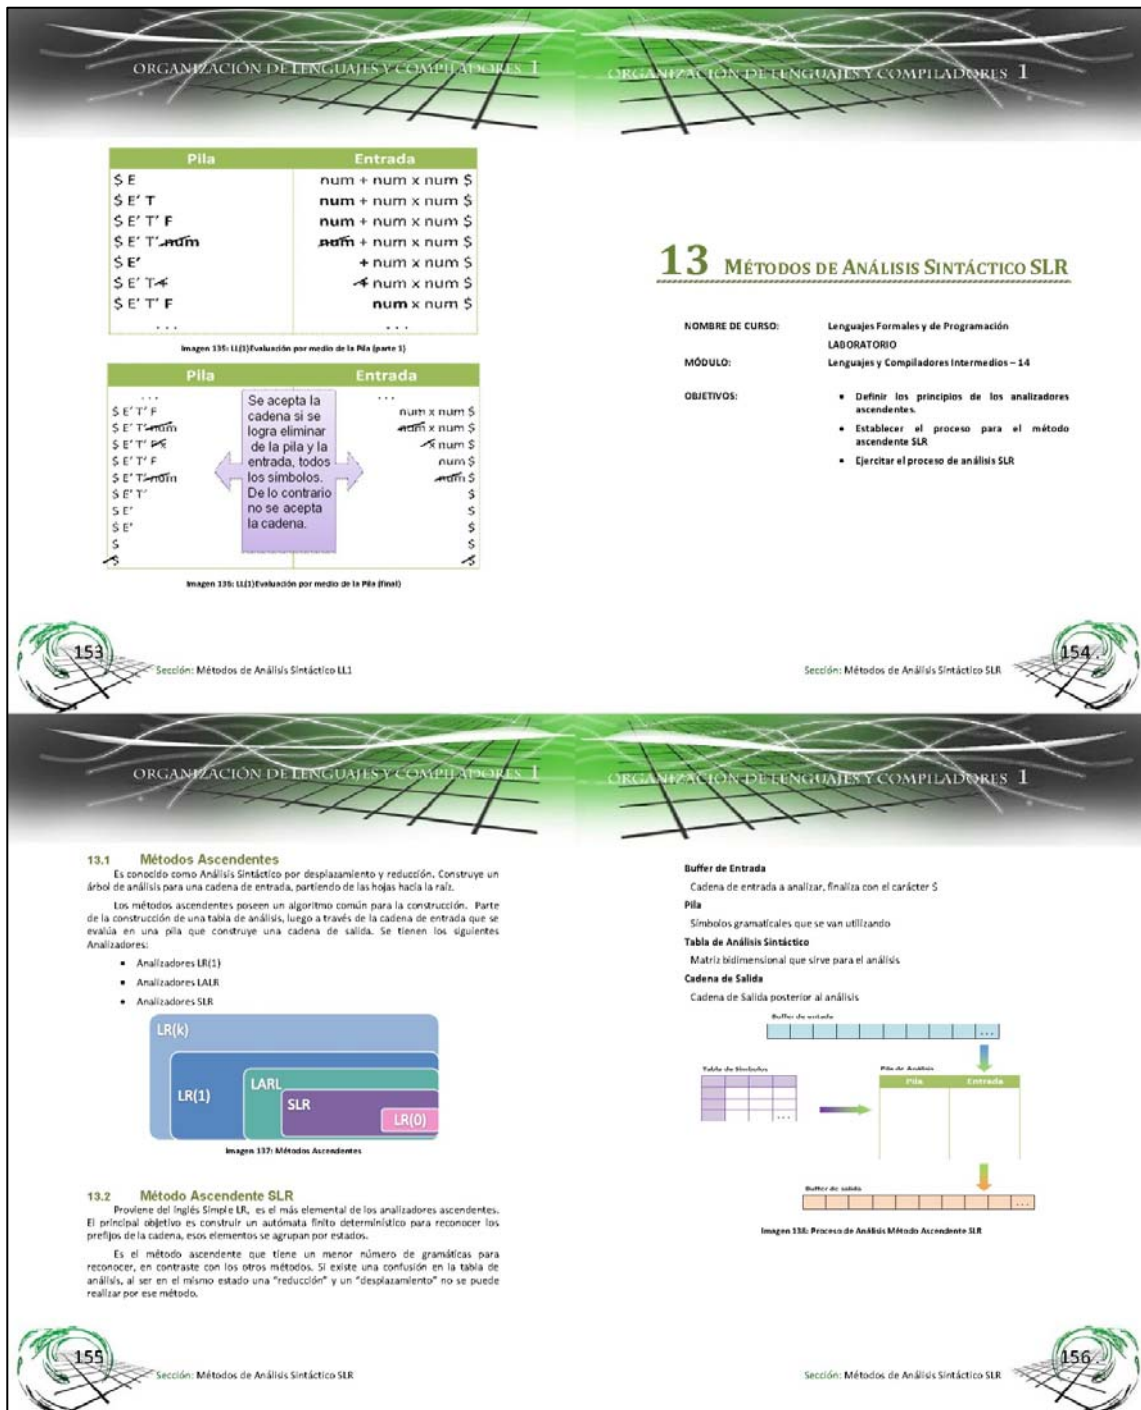 ORGANIZACIÓN DE LENGUAJES Y COMPILADORES 1
Pila Entrada
$ E num + num x num $
$ E’ T num + num x num $
$ E’ T’ F num + num x num $
$ E’ T’ num num + num x num $
$ E’ + num x num $
$ E’ T + + num x num $
$ E’ T’ F num x num $
... ...
Imagen 135: LL(1)Evaluación por medio de la Pila (parte 1)
Pila Entrada
... ...
$ E’ T’ F num x num $
$ E’ T’ num num x num $
$ E’ T’ F x x num $
$ E’ T’ F num $
$ E’ T’ num num $
$ E’ T’ $
$ E’ $
$ E’ $
$ $
$ $
Se acepta la
cadena si se
logra eliminar
de la pila y la
entrada, todos
los símbolos.
De lo contrario
no se acepta
la cadena.
Imagen 136: LL(1)Evaluación por medio de la Pila (final)
153
Sección: Métodos de Análisis Sintáctico LL1
ORGANIZACIÓN DE LENGUAJES Y COMPILADORES 1
13 MÉTODOS DE ANÁLISIS SINTÁCTICO SLR
NOMBRE DE CURSO: Lenguajes Formales y de Programación
LABORATORIO
MÓDULO: Lenguajes y Compiladores Intermedios – 14
OBJETIVOS: • Definir los principios de los analizadores
ascendentes.
• Establecer el proceso para el método
ascendente SLR
• Ejercitar el proceso de análisis SLR
154
Sección: Métodos de Análisis Sintáctico SLR
ORGANIZACIÓN DE LENGUAJES Y COMPILADORES 1
13.1 Métodos Ascendentes
Es conocido como Análisis Sintáctico por desplazamiento y reducción. Construye un
árbol de análisis para una cadena de entrada, partiendo de las hojas hacia la raíz.
Los métodos ascendentes poseen un algoritmo común para la construcción. Parte
de la construcción de una tabla de análisis, luego a través de la cadena de entrada que se
evalúa en una pila que construye una cadena de salida. Se tienen los siguientes
Analizadores:
▪ Analizadores LR(1)
▪ Analizadores LALR
▪ Analizadores SLR
LR(k)
LR(1)
LARL
SLR
LR(0)
Imagen 137: Métodos Ascendentes
13.2 Método Ascendente SLR
Proviene del inglés Simple LR, es el más elemental de los analizadores ascendentes.
El principal objetivo es construir un autómata finito determinístico para reconocer los
prefijos de la cadena, esos elementos se agrupan por estados.
Es el método ascendente que tiene un menor número de gramáticas para
reconocer, en contraste con los otros métodos. Si existe una confusión en la tabla de
análisis, al ser en el mismo estado una "reducción" y un "desplazamiento" no se puede
realizar por ese método.
155
Sección: Métodos de Análisis Sintáctico SLR
ORGANIZACIÓN DE LENGUAJES Y COMPILADORES 1
Buffer de Entrada
Cadena de entrada a analizar, finaliza con el carácter $
Pila
Símbolos gramaticales que se van utilizando
Tabla de Análisis Sintáctico
Matriz bidimensional que sirve para el análisis
Cadena de Salida
Cadena de Salida posterior al análisis
Buffer de entrada
...
Tabla de Símbolos
...
Pila de Análisis
Pila Entrada
Buffer de salida
...
Imagen 138: Proceso de Análisis Método Ascendente SLR
156
Sección: Métodos de Análisis Sintáctico SLR